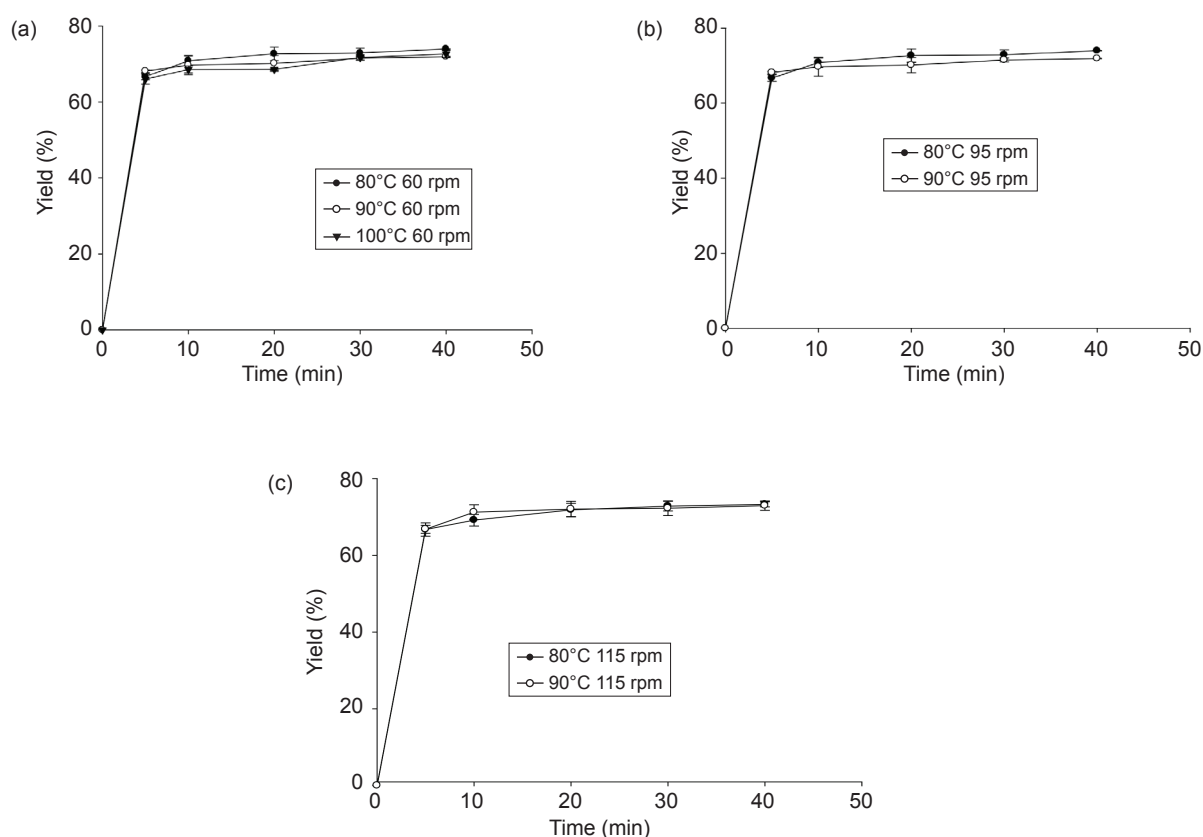 (a)
80
60
40
20
0
Yield (%)
80°C 60 rpm
90°C 60 rpm
100°C 60 rpm
0 10 20 30 40 50
Time (min)
(b)
80
60
40
20
0
Yield (%)
80°C 95 rpm
90°C 95 rpm
0 10 20 30 40 50
Time (min)
(c)
80
60
40
20
0
Yield (%)
80°C 115 rpm
90°C 115 rpm
0 10 20 30 40 50
Time (min)